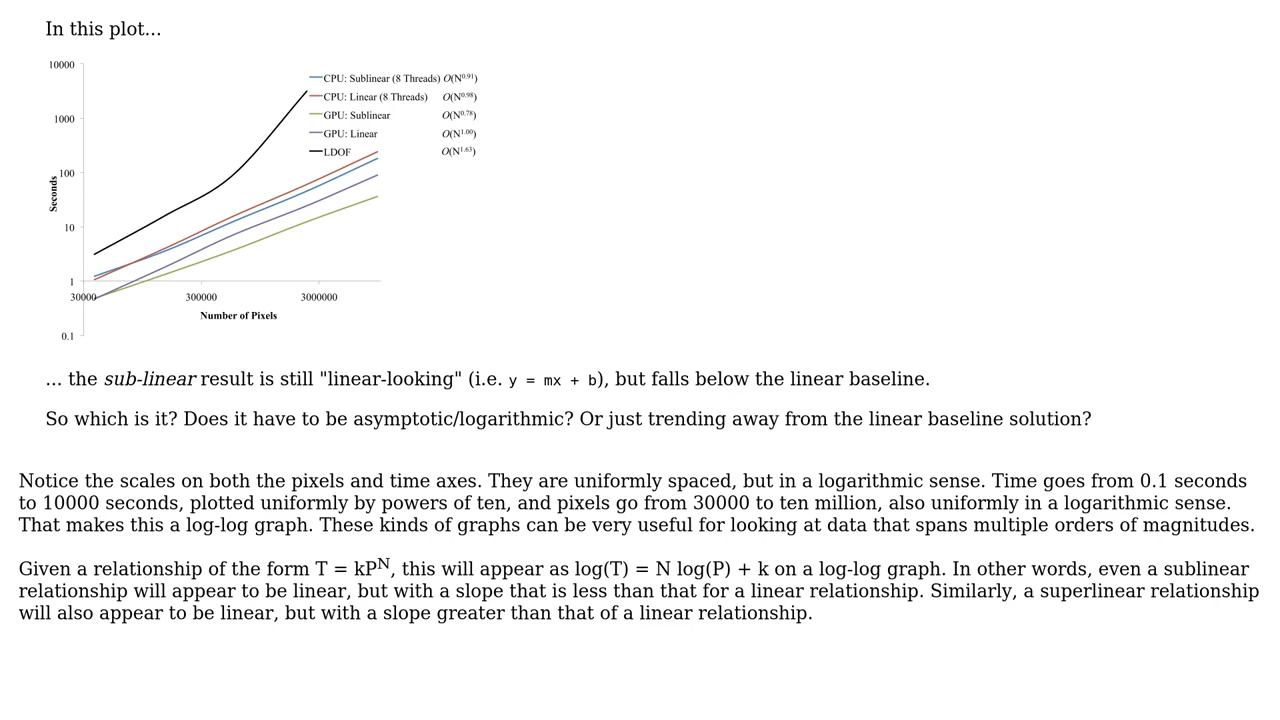 In this plot...
10000
1000
100
10
1
0.1
Seconds
30000
300000
3000000
Number of Pixels
CPU: Sublinear (8 Threads) O(N^0.91)
CPU: Linear (8 Threads) O(N^0.98)
GPU: Sublinear O(N^0.78)
GPU: Linear O(N^1.00)
LDOF O(N^1.63)
... the sub-linear result is still "linear-looking" (i.e. y = mx + b), but falls below the linear baseline.
So which is it? Does it have to be asymptotic/logarithmic? Or just trending away from the linear baseline solution?
Notice the scales on both the pixels and time axes. They are uniformly spaced, but in a logarithmic sense. Time goes from 0.1 seconds
to 10000 seconds, plotted uniformly by powers of ten, and pixels go from 30000 to ten million, also uniformly in a logarithmic sense.
That makes this a log-log graph. These kinds of graphs can be very useful for looking at data that spans multiple orders of magnitudes.
Given a relationship of the form T = kP^N, this will appear as log(T) = N log(P) + k on a log-log graph. In other words, even a sublinear
relationship will appear to be linear, but with a slope that is less than that for a linear relationship. Similarly, a superlinear relationship
will also appear to be linear, but with a slope greater than that of a linear relationship.